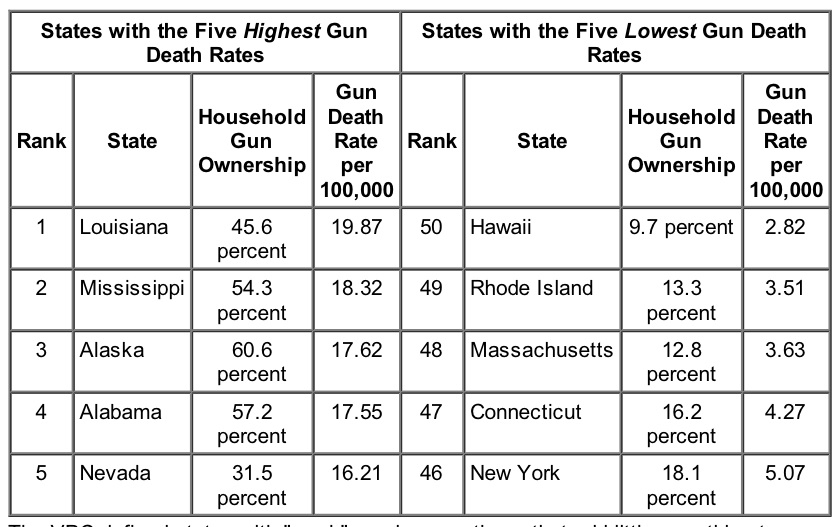 States with the Five Highest Gun
Death Rates
States with the Five Lowest Gun Death
Rates
Rank
State
Household
Gun
Ownership
Gun
Death
Rate
per
100,000
Rank
State
Household
Gun
Ownership
Gun
Death
Rate
per
100,000
1 Louisiana 45.6 19.87 50 Hawaii 9.7 percent 2.82
percent
2 Mississippi 54.3 18.32 49 Rhode Island 13.3 3.51
percent percent
3 Alaska 60.6 17.62 48 Massachusetts 12.8 3.63
percent percent
4 Alabama 57.2 17.55 47 Connecticut 16.2 4.27
percent percent
5 Nevada 31.5 16.21 46 New York 18.1 5.07
percent percent